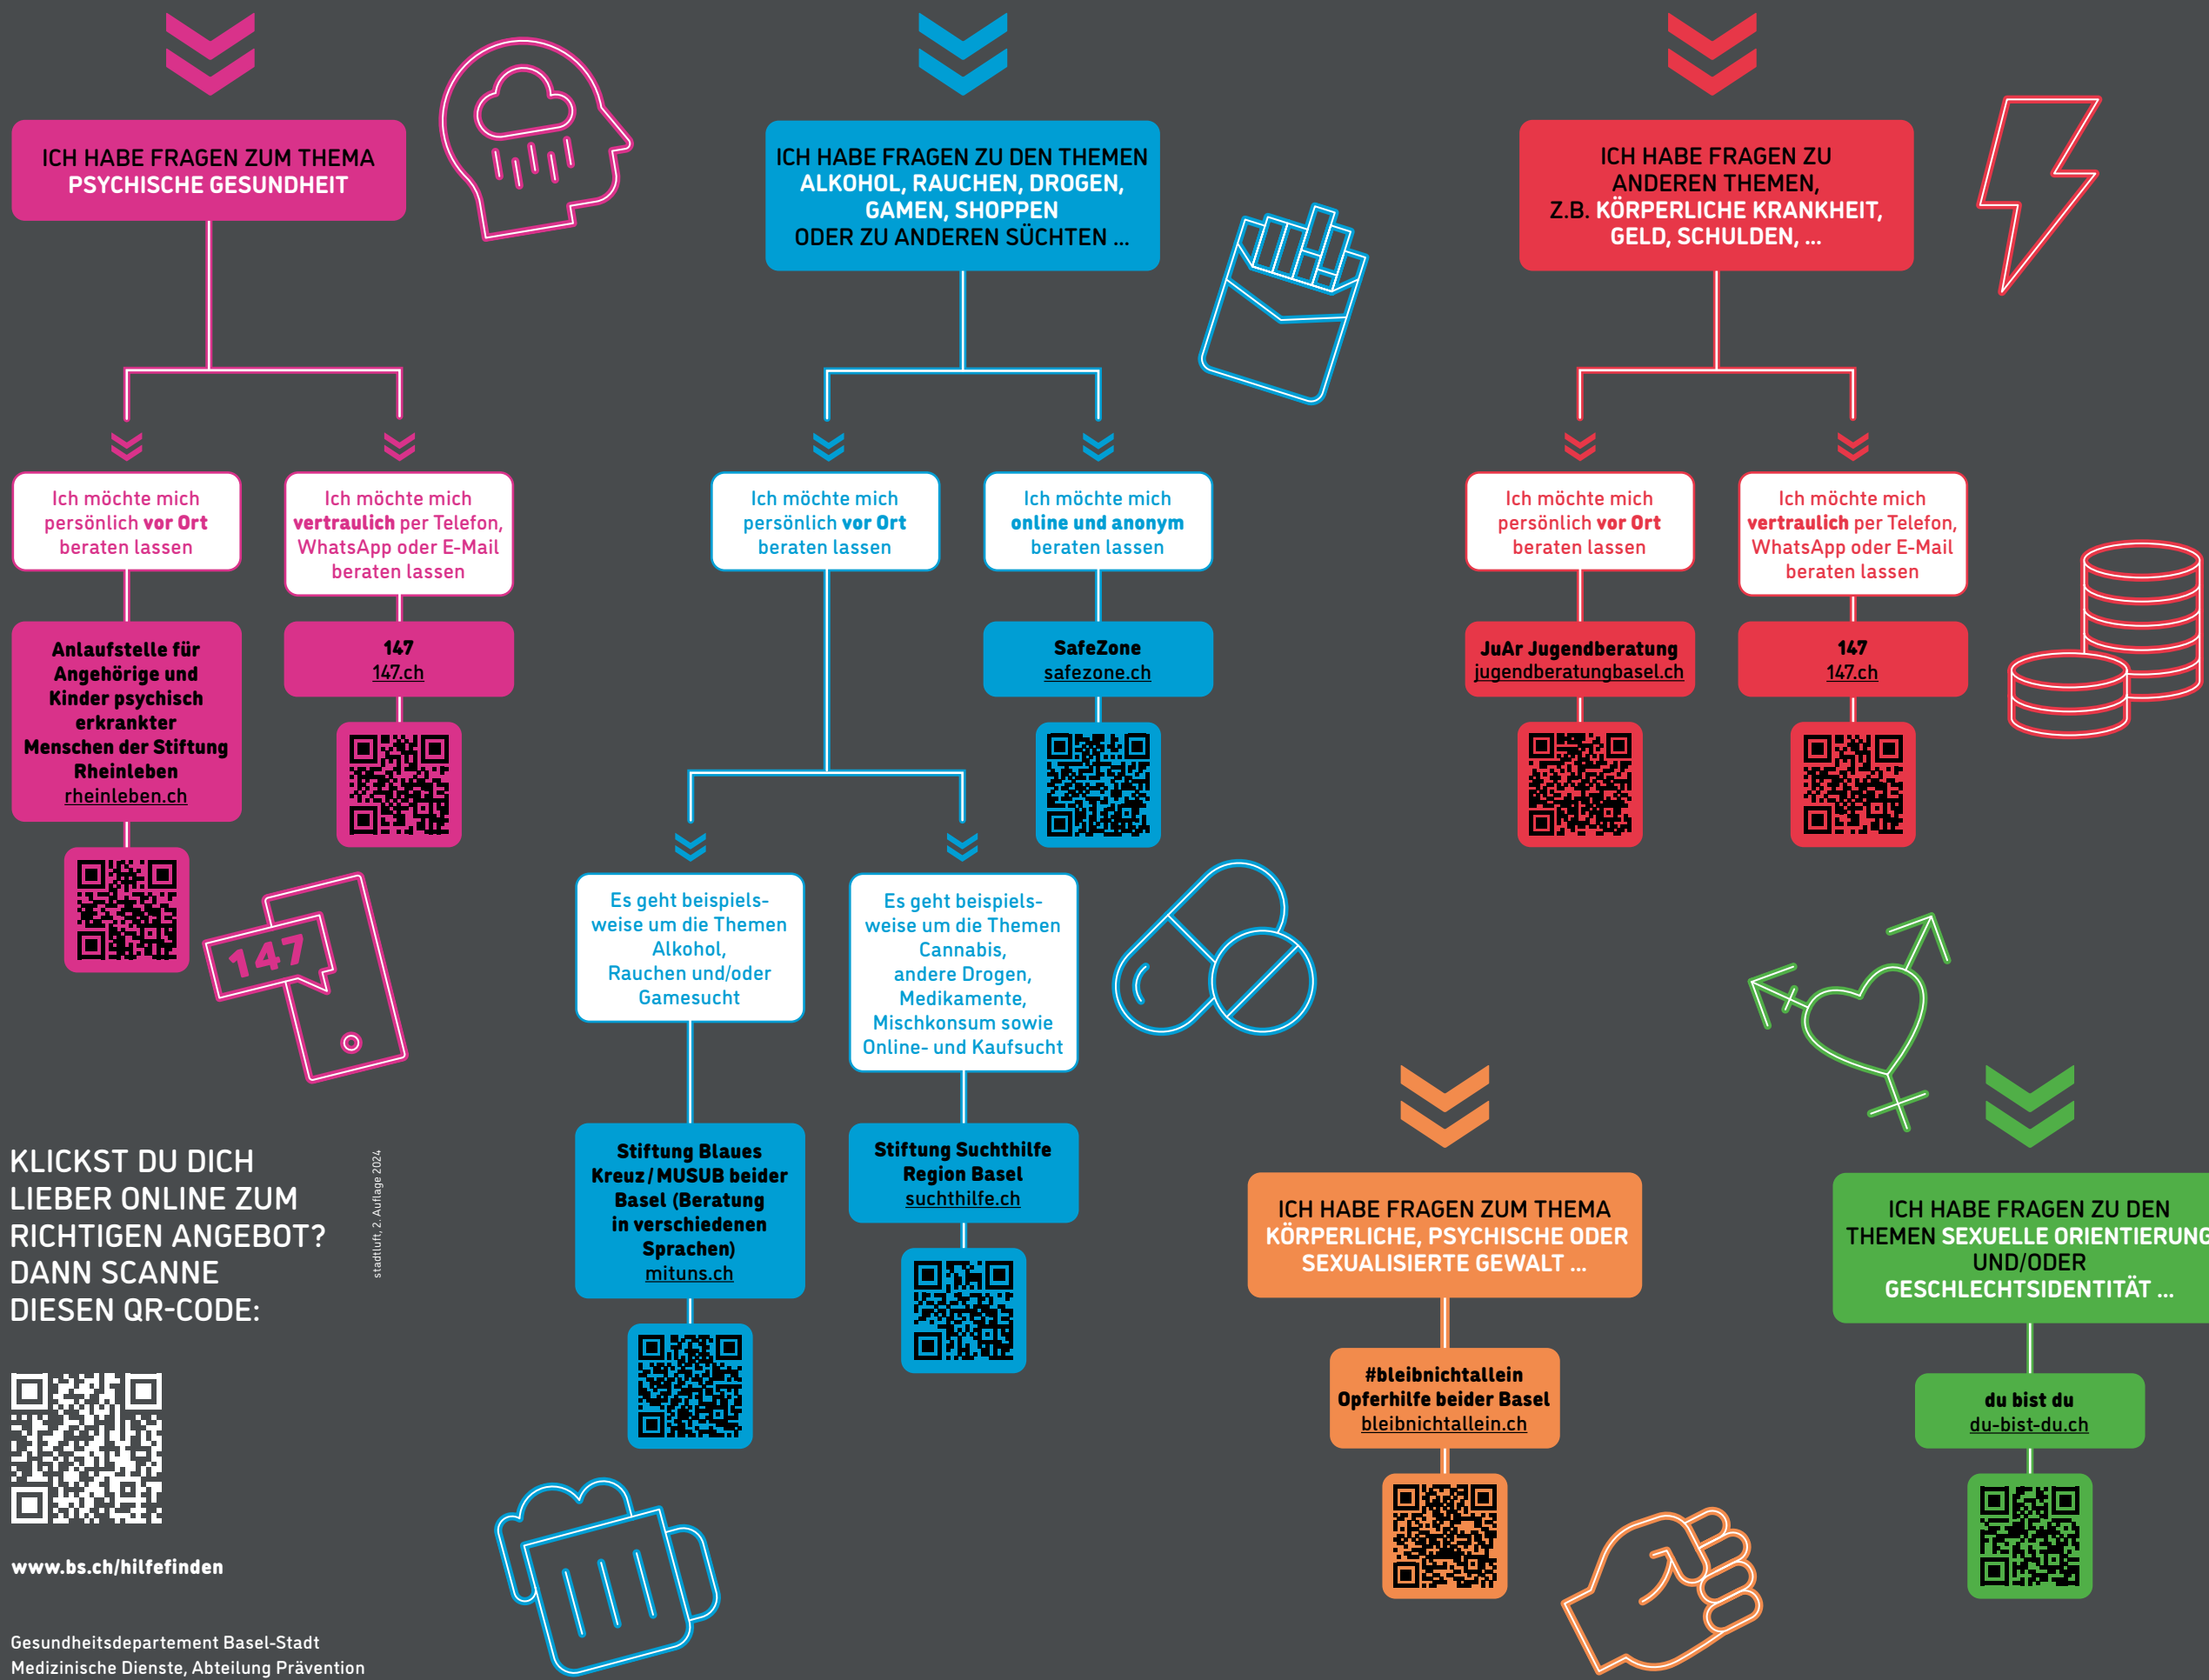 ICH HABE FRAGEN ZUM THEMA
PSYCHISCHE GESUNDHEIT
Ich möchte mich
persönlich vor Ort
beraten lassen
Anlaufstelle für
Angehörige und
Kinder psychisch
erkrankter
Menschen der Stiftung
Rheinleben
rheinleben.ch
Ich möchte mich
vertraulich per Telefon,
WhatsApp oder E-Mail
beraten lassen
147
147.ch
147
ICH HABE FRAGEN ZU DEN THEMEN
ALKOHOL, RAUCHEN, DROGEN,
GAMEN, SHOPPEN
ODER ZU ANDEREN SÜCHTEN ...
Ich möchte mich
persönlich vor Ort
beraten lassen
Ich möchte mich
online und anonym
beraten lassen
SafeZone
safezone.ch
Es geht beispiels-
weise um die Themen
Alkohol,
Rauchen und/oder
Gamesucht
Stiftung Blaues
Kreuz / MUSUB beider
Basel (Beratung
in verschiedenen
Sprachen)
mituns.ch
Es geht beispiels-
weise um die Themen
Cannabis,
andere Drogen,
Medikamente,
Mischkonsum sowie
Online- und Kaufsucht
Stiftung Suchthilfe
Region Basel
suchthilfe.ch
ICH HABE FRAGEN ZU
ANDEREN THEMEN,
Z.B. KÖRPERLICHE KRANKHEIT,
GELD, SCHULDEN, ...
Ich möchte mich
persönlich vor Ort
beraten lassen
JuAr Jugendberatung
jugendberatungbasel.ch
Ich möchte mich
vertraulich per Telefon,
WhatsApp oder E-Mail
beraten lassen
147
147.ch
ICH HABE FRAGEN ZUM THEMA
KÖRPERLICHE, PSYCHISCHE ODER
SEXUALISIERTE GEWALT ...
#bleibnichtallein
Opferhilfe beider Basel
bleibnichtallein.ch
ICH HABE FRAGEN ZU DEN
THEMEN SEXUELLE ORIENTIERUNG
UND/ODER
GESCHLECHTSIDENTITÄT ...
du bist du
du-bist-du.ch
KLICKST DU DICH
LIEBER ONLINE ZUM
RICHTIGEN ANGEBOT?
DANN SCANNE
DIESEN QR-CODE:
www.bs.ch/hilfefinden
Gesundheitsdepartement Basel-Stadt
Medizinische Dienste, Abteilung Prävention
stadtluft, 2. Auflage 2024